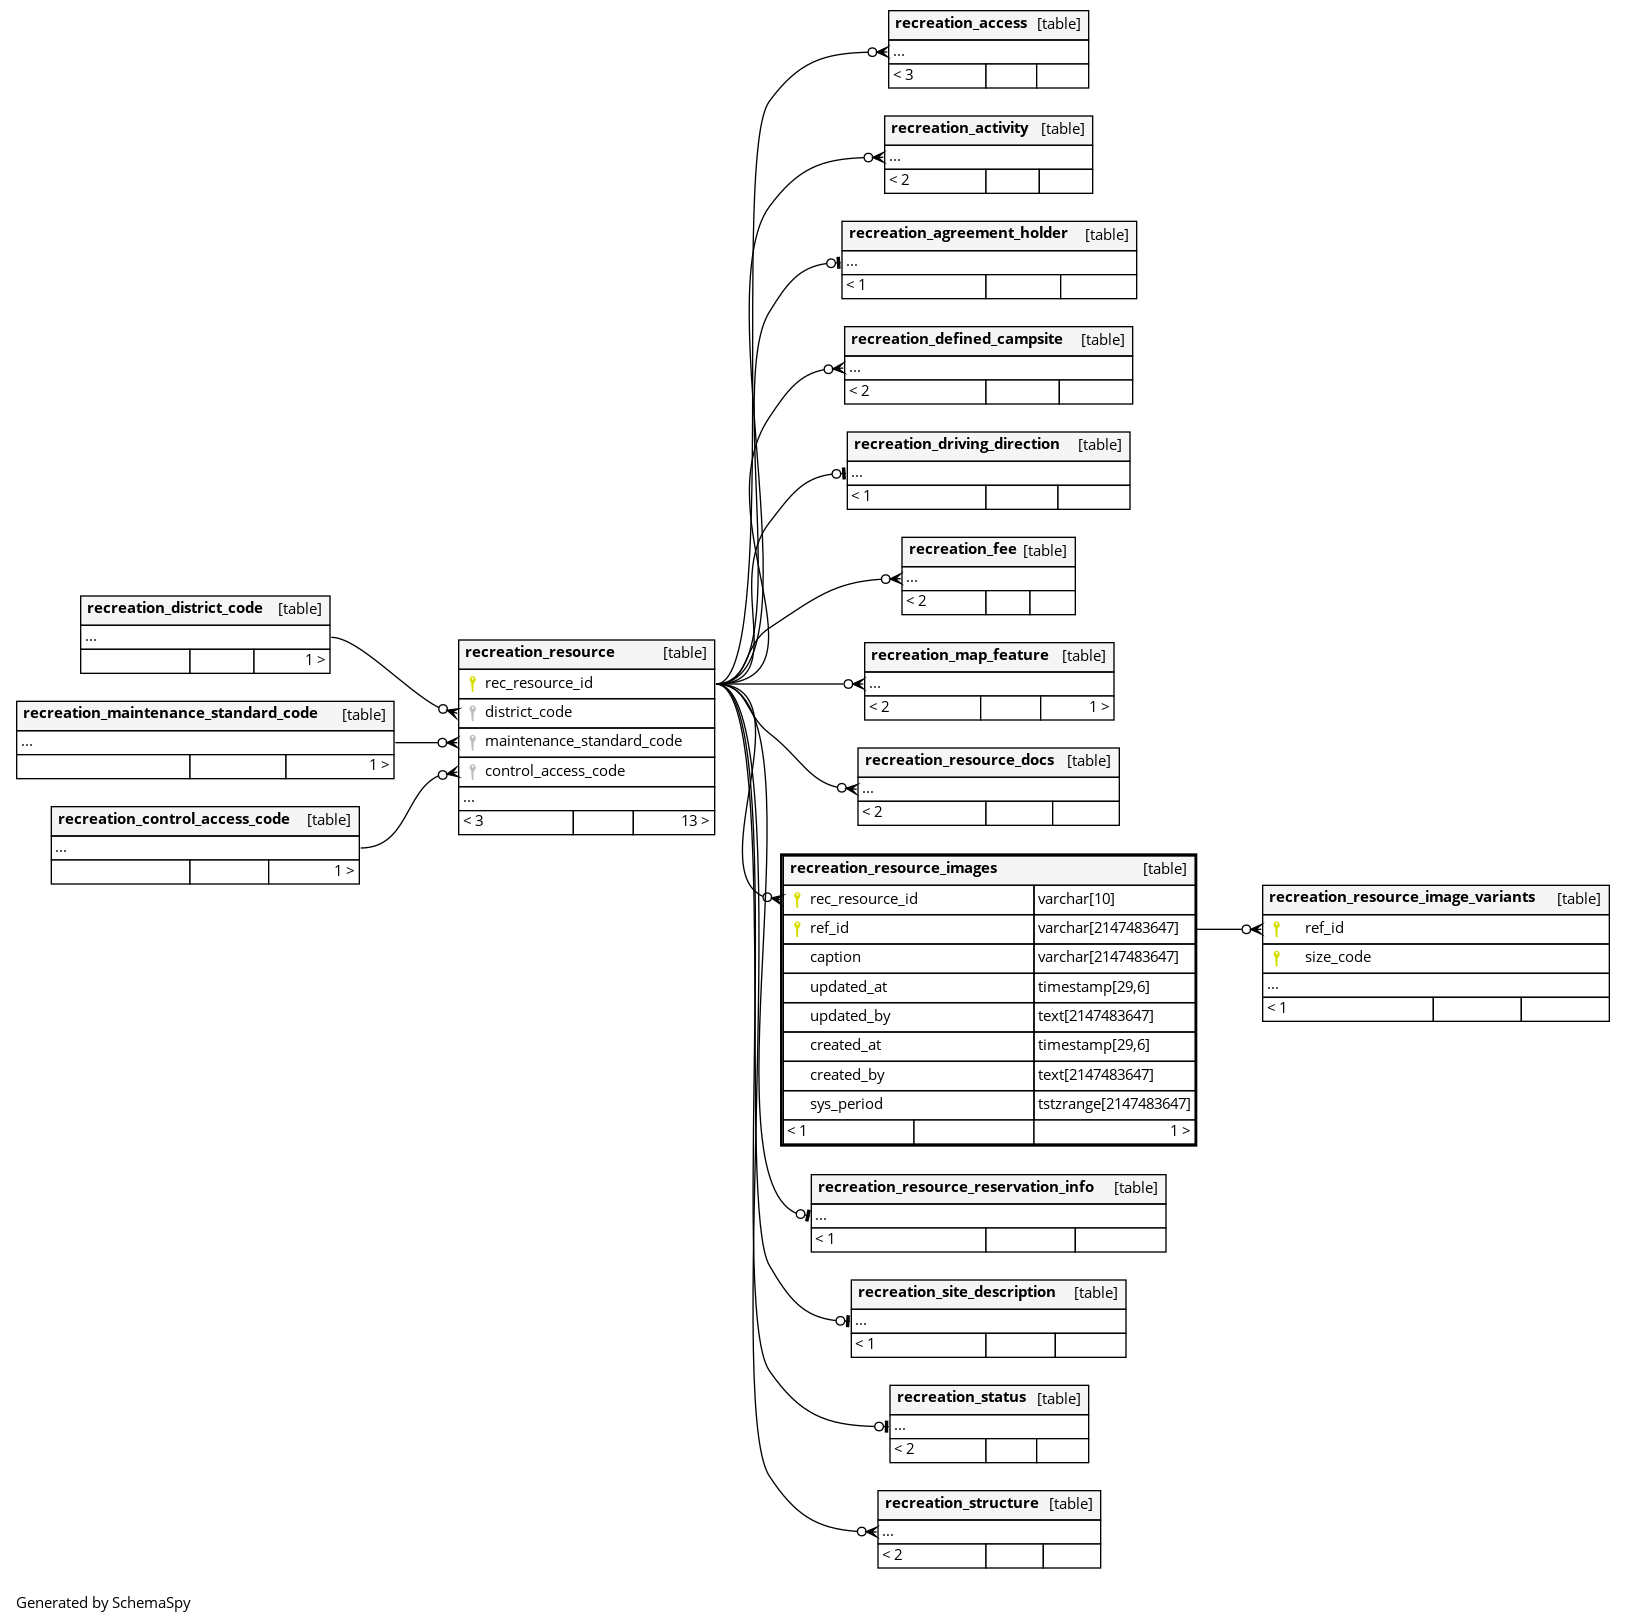 recreation_access [table]
...
< 3
recreation_activity [table]
...
< 2
recreation_agreement_holder [table]
...
< 1
recreation_defined_campsite [table]
...
< 2
recreation_driving_direction [table]
...
< 1
recreation_fee [table]
...
< 2
recreation_district_code [table]
...
1 >
recreation_maintenance_standard_code [table]
...
1 >
recreation_control_access_code [table]
...
1 >
recreation_resource [table]
rec_resource_id
district_code
maintenance_standard_code
control_access_code
...
< 3 13 >
recreation_map_feature [table]
...
< 2 1 >
recreation_resource_docs [table]
...
< 2
recreation_resource_images [table]
rec_resource_id varchar[10]
ref_id varchar[2147483647]
caption varchar[2147483647]
updated_at timestamp[29,6]
updated_by text[2147483647]
created_at timestamp[29,6]
created_by text[2147483647]
sys_period tstzrange[2147483647]
< 1 1 >
recreation_resource_image_variants [table]
ref_id
size_code
...
< 1
recreation_resource_reservation_info [table]
...
< 1
recreation_site_description [table]
...
< 1
recreation_status [table]
...
< 2
recreation_structure [table]
...
< 2
Generated by SchemaSpy